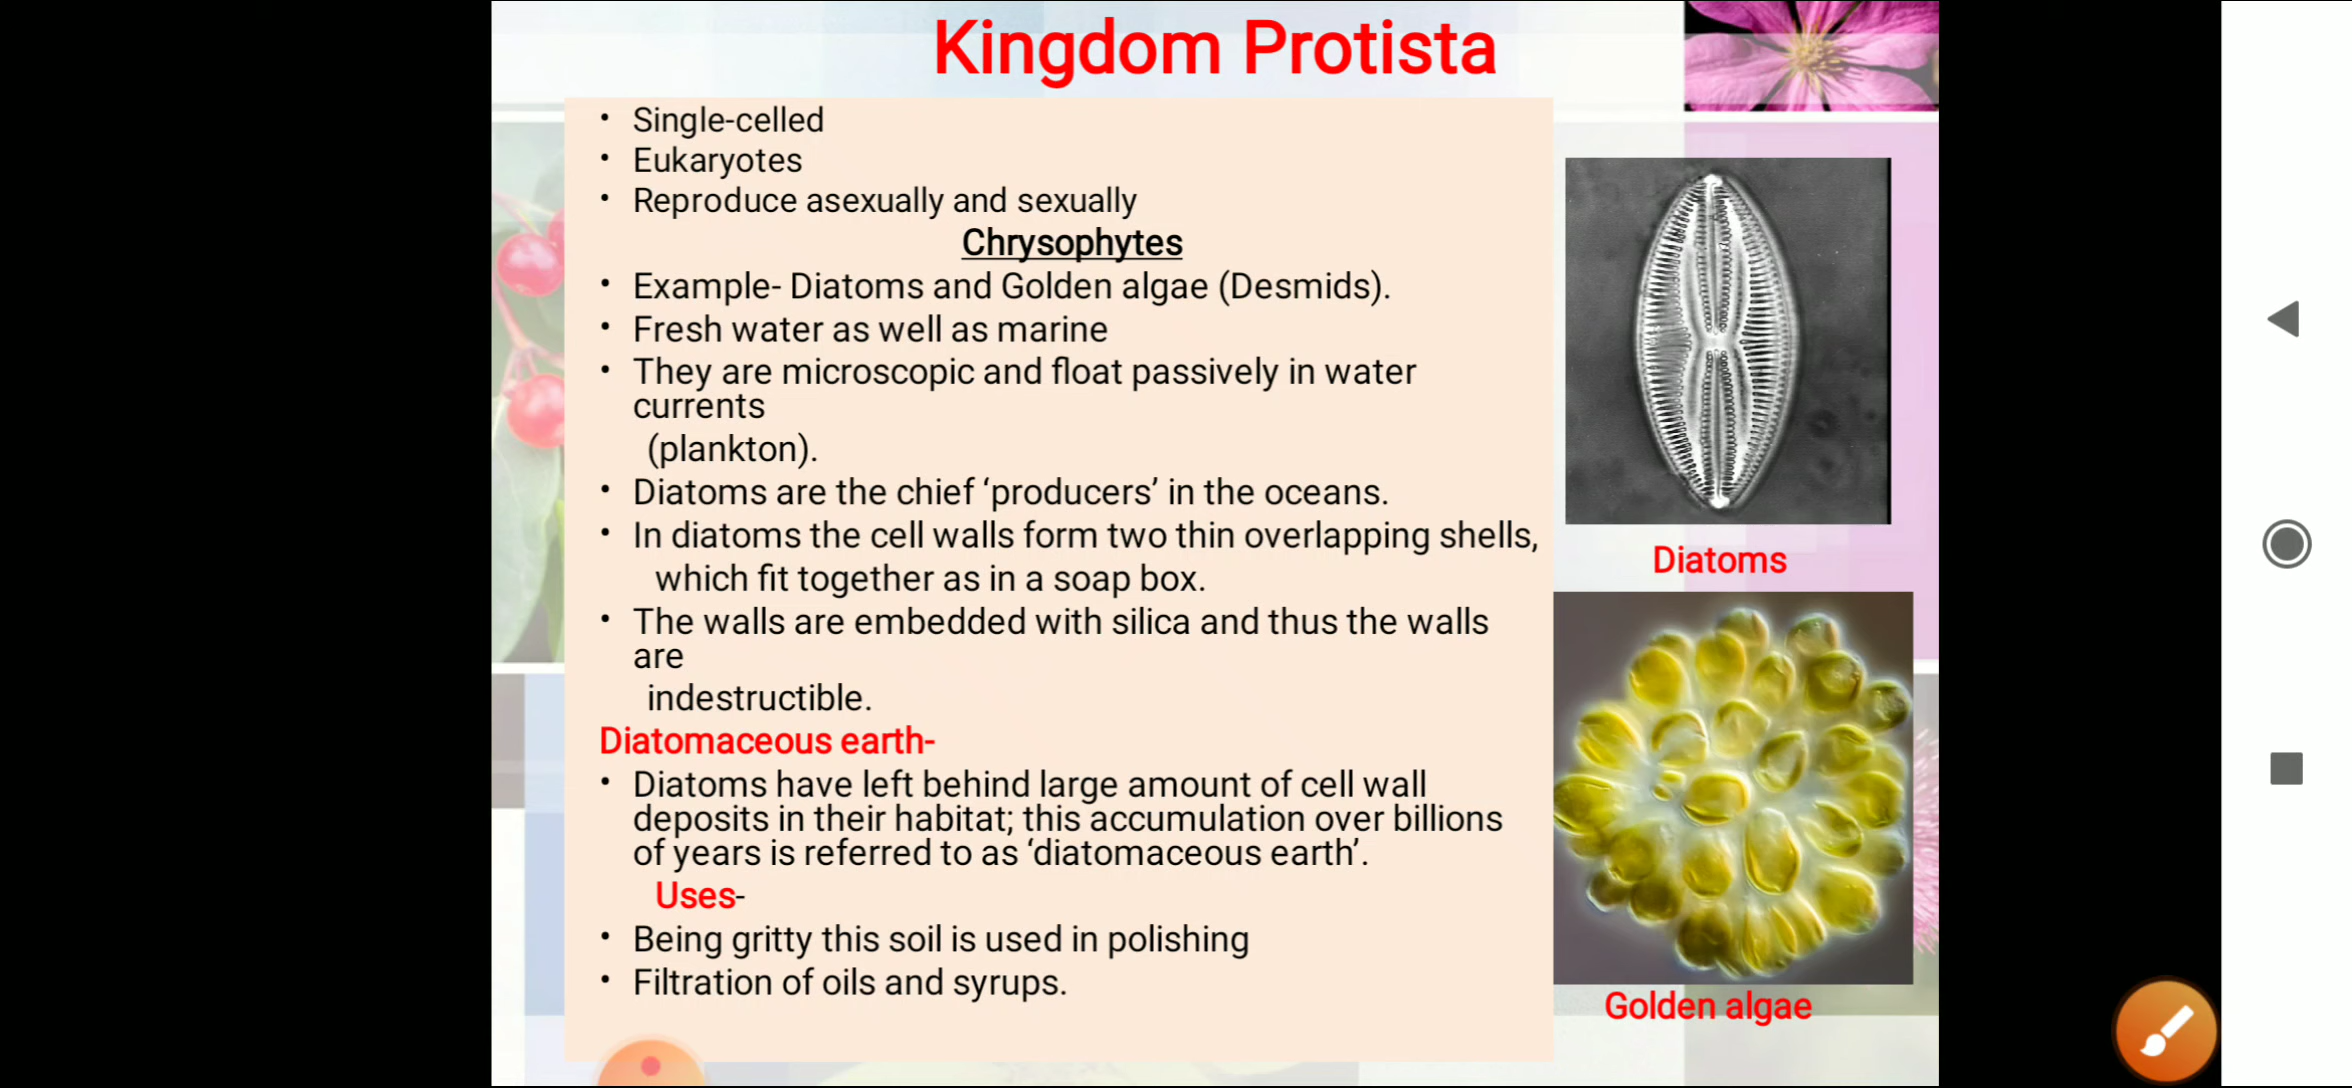 Kingdom Protista
• Single-celled
• Eukaryotes
• Reproduce asexually and sexually
Chrysophytes
• Example- Diatoms and Golden algae (Desmids).
• Fresh water as well as marine
• They are microscopic and float passively in water
currents
(plankton).
• Diatoms are the chief ‘producers’ in the oceans.
• In diatoms the cell walls form two thin overlapping shells,
which fit together as in a soap box.
• The walls are embedded with silica and thus the walls
are
indestructible.
Diatomaceous earth-
• Diatoms have left behind large amount of cell wall
deposits in their habitat; this accumulation over billions
of years is referred to as ‘diatomaceous earth’.
Uses-
• Being gritty this soil is used in polishing
• Filtration of oils and syrups.
Diatoms
Golden algae